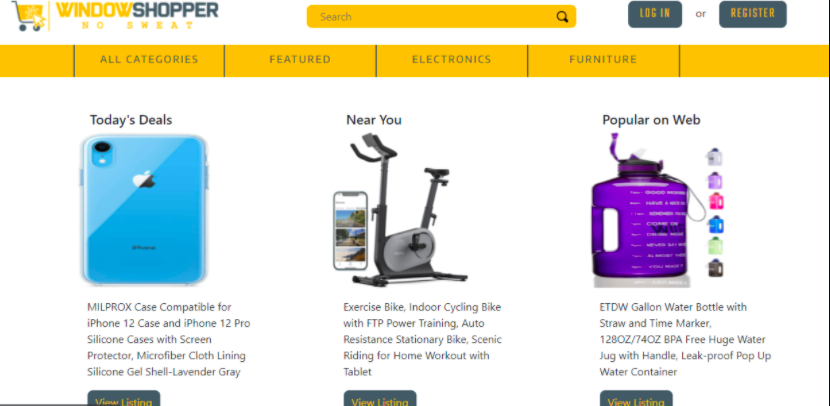 WINDOWSHOPPER
NO SWEAT
Search
LOG IN or REGISTER
ALL CATEGORIES
FEATURED
ELECTRONICS
FURNITURE
Today's Deals
Near You
Popular on Web
iPhone
MILPROX Case Compatible for
iPhone 12 Case and iPhone 12 Pro
Silicone Cases with Screen
Protector, Microfiber Cloth Lining
Silicone Gel Shell-Lavender Gray
View Listing
Exercise Bike, Indoor Cycling Bike
with FTP Power Training, Auto
Resistance Stationary Bike, Scenic
Riding for Home Workout with
Tablet
View Listing
ETDW Gallon Water Bottle with
Straw and Time Marker,
128OZ/74OZ BPA Free Huge Water
Jug with Handle, Leak-proof Pop Up
Water Container
View Listing